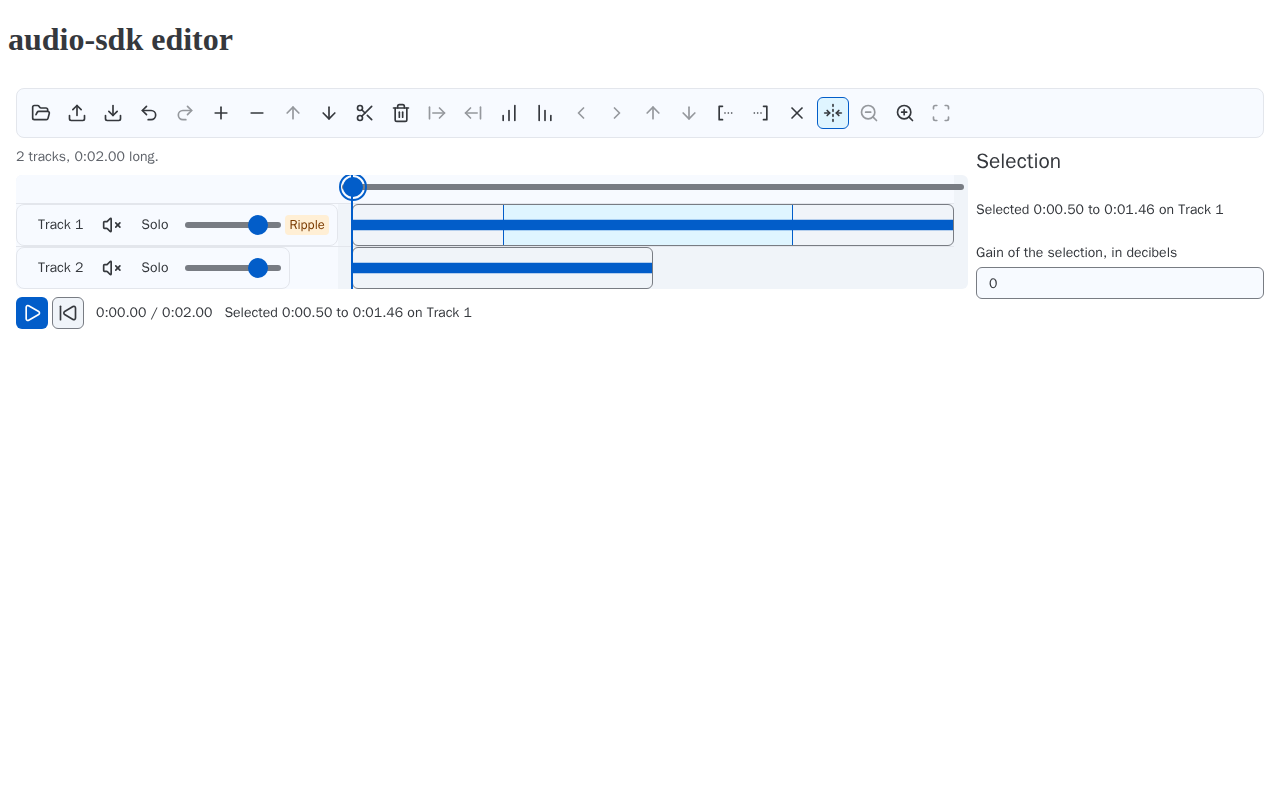 audio-sdk editor
2 tracks, 0:02.00 long.
Selection
Track 1 Solo Ripple
Selected 0:00.50 to 0:01.46 on Track 1
Track 2 Solo
Gain of the selection, in decibels
0
0:00.00 / 0:02.00 Selected 0:00.50 to 0:01.46 on Track 1